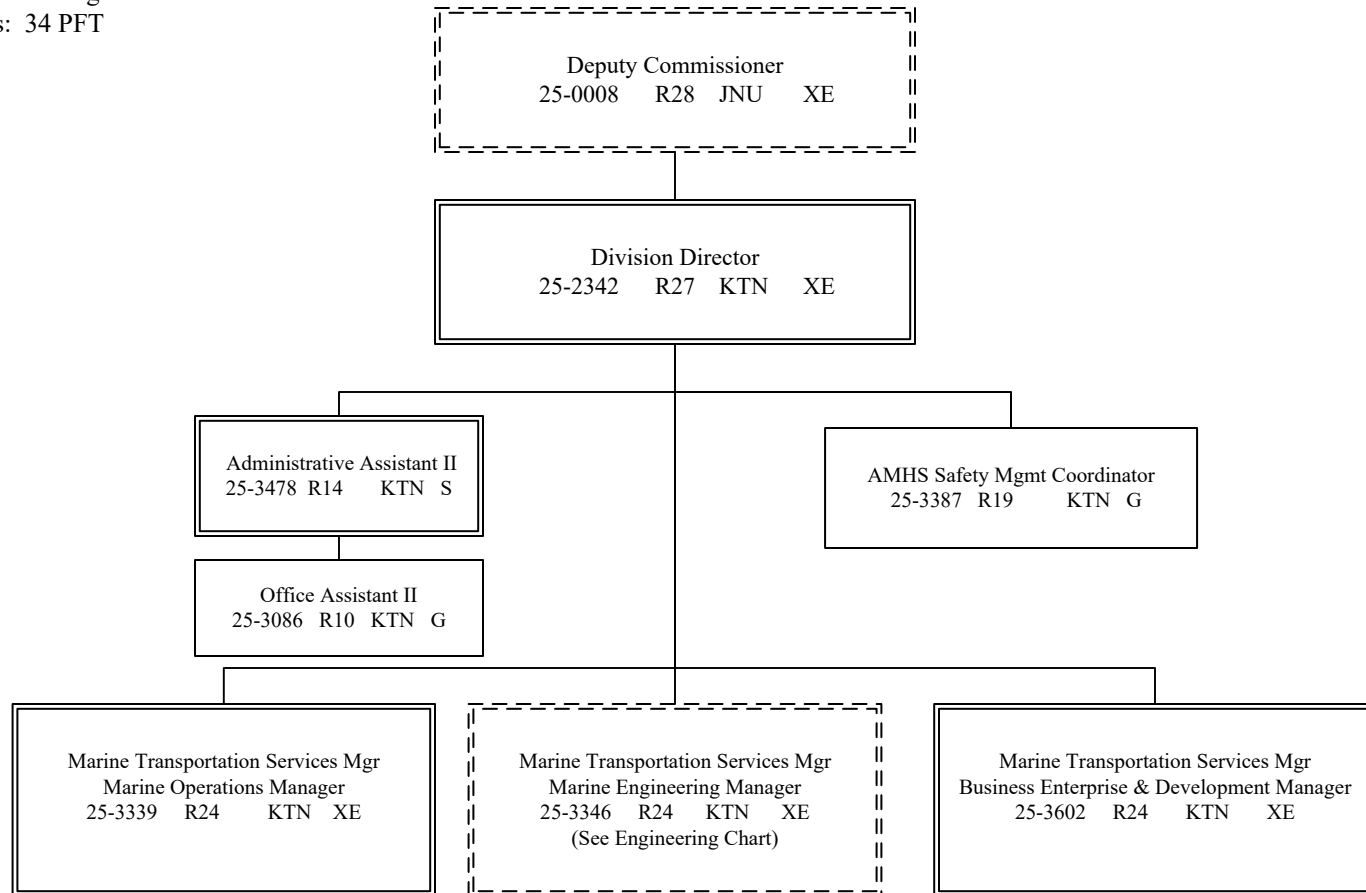 s: 34 PFT
Deputy Commissioner
25-0008 R28 JNU XE
Division Director
25-2342 R27 KTN XE
Administrative Assistant II
25-3478 R14 KTN S
AMHS Safety Mgmt Coordinator
25-3387 R19 KTN G
Office Assistant II
25-3086 R10 KTN G
Marine Transportation Services Mgr
Marine Operations Manager
25-3339 R24 KTN XE
Marine Transportation Services Mgr
Marine Engineering Manager
25-3346 R24 KTN XE
(See Engineering Chart)
Marine Transportation Services Mgr
Business Enterprise & Development Manager
25-3602 R24 KTN XE